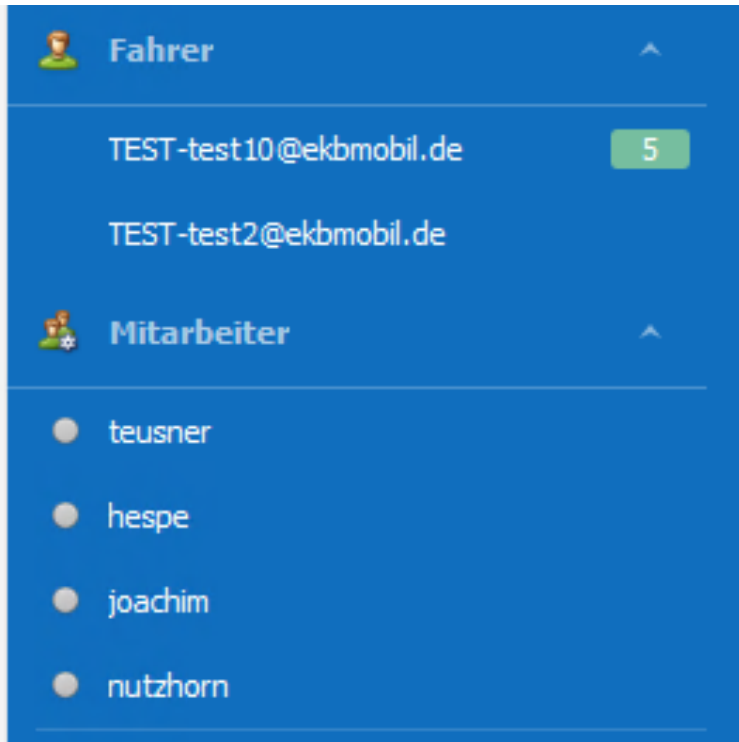 Fahrer
TEST-test10@ekbmobil.de 5
TEST-test2@ekbmobil.de
Mitarbeiter
teusner
hespe
joachim
nutzhorn